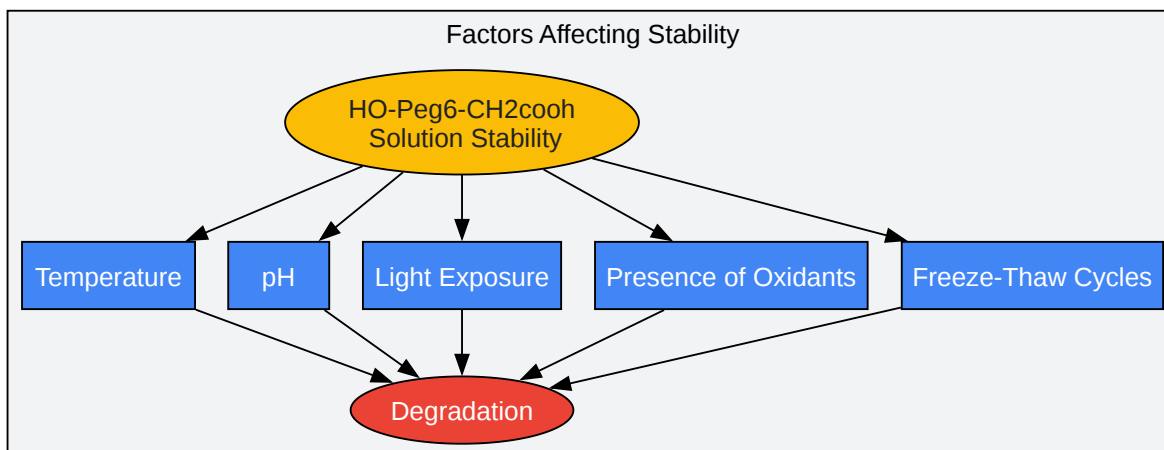 Factors Affecting Stability
HO-Peg6-CH2cooh
Solution Stability
Temperature
pH
Light Exposure
Presence of Oxidants
Freeze-Thaw Cycles
Degradation